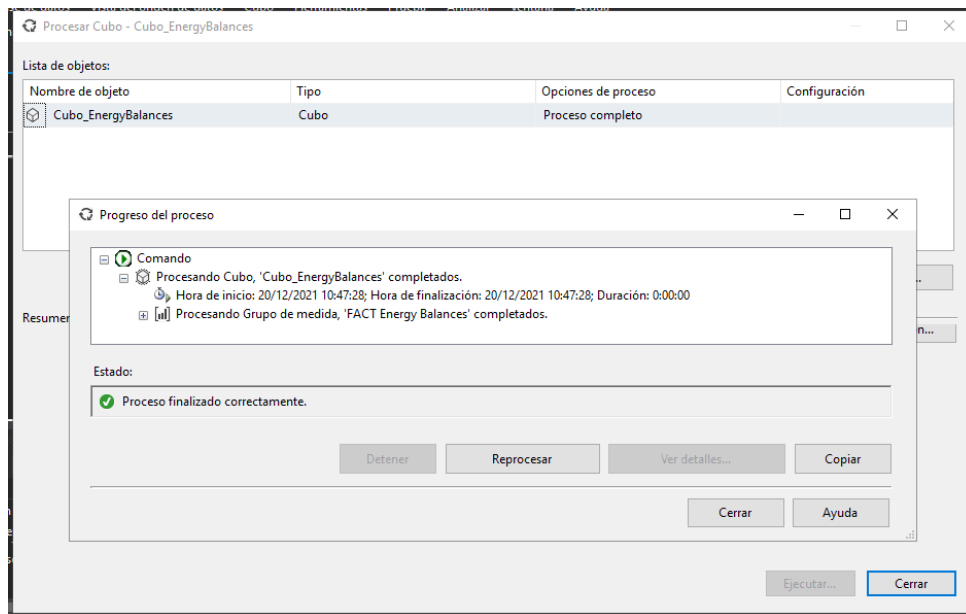 Procesar Cubo - Cubo_EnergyBalances
Lista de objetos:
Nombre de objeto Tipo Opciones de proceso Configuración
Cubo_EnergyBalances Cubo Proceso completo
Progreso del proceso
Comando
Procesando Cubo, 'Cubo_EnergyBalances' completados.
Hora de inicio: 20/12/2021 10:47:28; Hora de finalización: 20/12/2021 10:47:28; Duración: 0:00:00
Procesando Grupo de medida, 'FACT Energy Balances' completados.
Resumen
n...
Estado:
Proceso finalizado correctamente.
Detener Reprocesar Ver detalles... Copiar
Cerrar Ayuda
Ejecutar... Cerrar